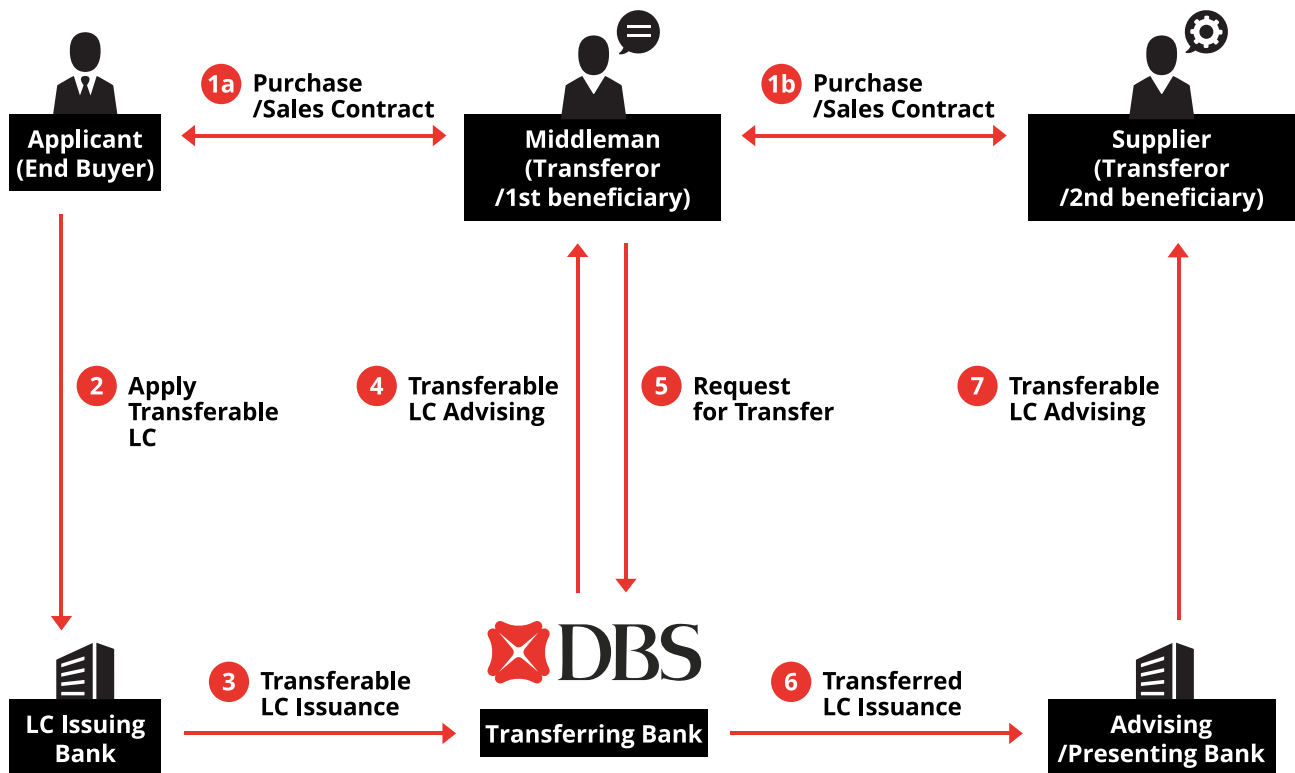 1a Purchase
/Sales Contract
1b Purchase
/Sales Contract
Applicant
(End Buyer)
Middleman
(Transferor
/1st beneficiary)
Supplier
(Transferor
/2nd beneficiary)
2 Apply
Transferable
LC
4 Transferable
LC Advising
5 Request
for Transfer
7 Transferable
LC Advising
DBS
3 Transferable
LC Issuance
6 Transferred
LC Issuance
LC Issuing
Bank
Transferring Bank
Advising
/Presenting Bank